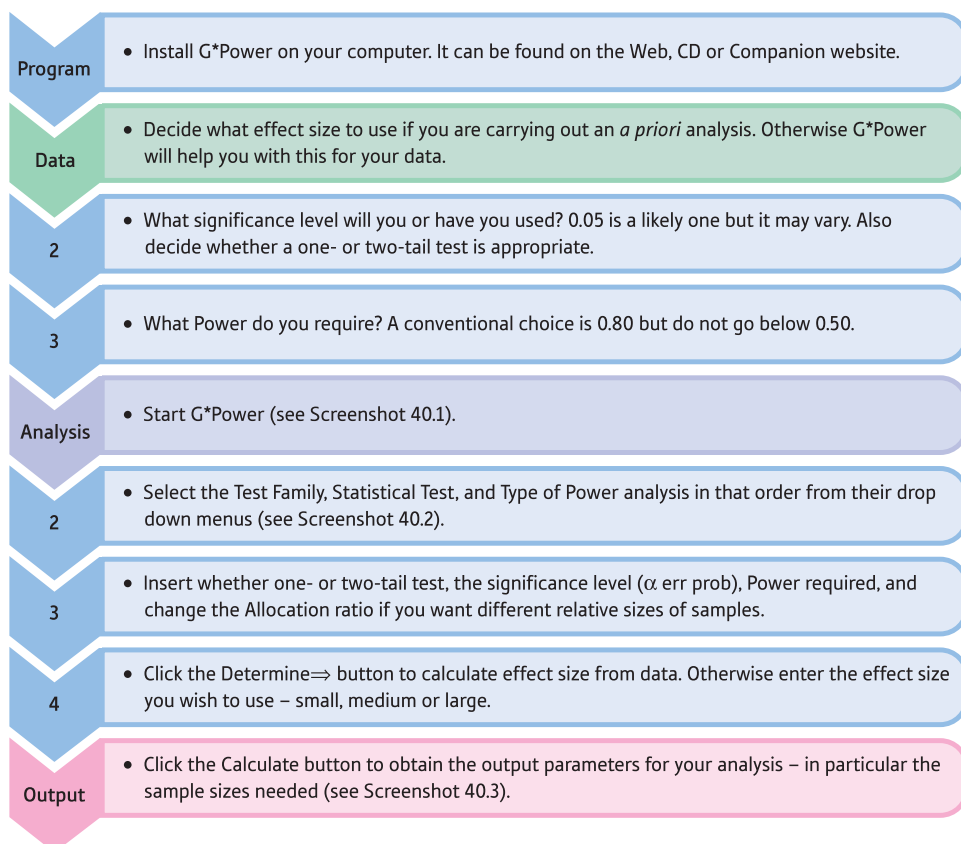 Program
• Install G*Power on your computer. It can be found on the Web, CD or Companion website.
Data
• Decide what effect size to use if you are carrying out an a priori analysis. Otherwise G*Power
will help you with this for your data.
2
• What significance level will you or have you used? 0.05 is a likely one but it may vary. Also
decide whether a one- or two-tail test is appropriate.
3
• What Power do you require? A conventional choice is 0.80 but do not go below 0.50.
Analysis
• Start G*Power (see Screenshot 40.1).
2
• Select the Test Family, Statistical Test, and Type of Power analysis in that order from their drop
down menus (see Screenshot 40.2).
3
• Insert whether one- or two-tail test, the significance level (α err prob), Power required, and
change the Allocation ratio if you want different relative sizes of samples.
4
• Click the Determine⇒ button to calculate effect size from data. Otherwise enter the effect size
you wish to use – small, medium or large.
Output
• Click the Calculate button to obtain the output parameters for your analysis – in particular the
sample sizes needed (see Screenshot 40.3).